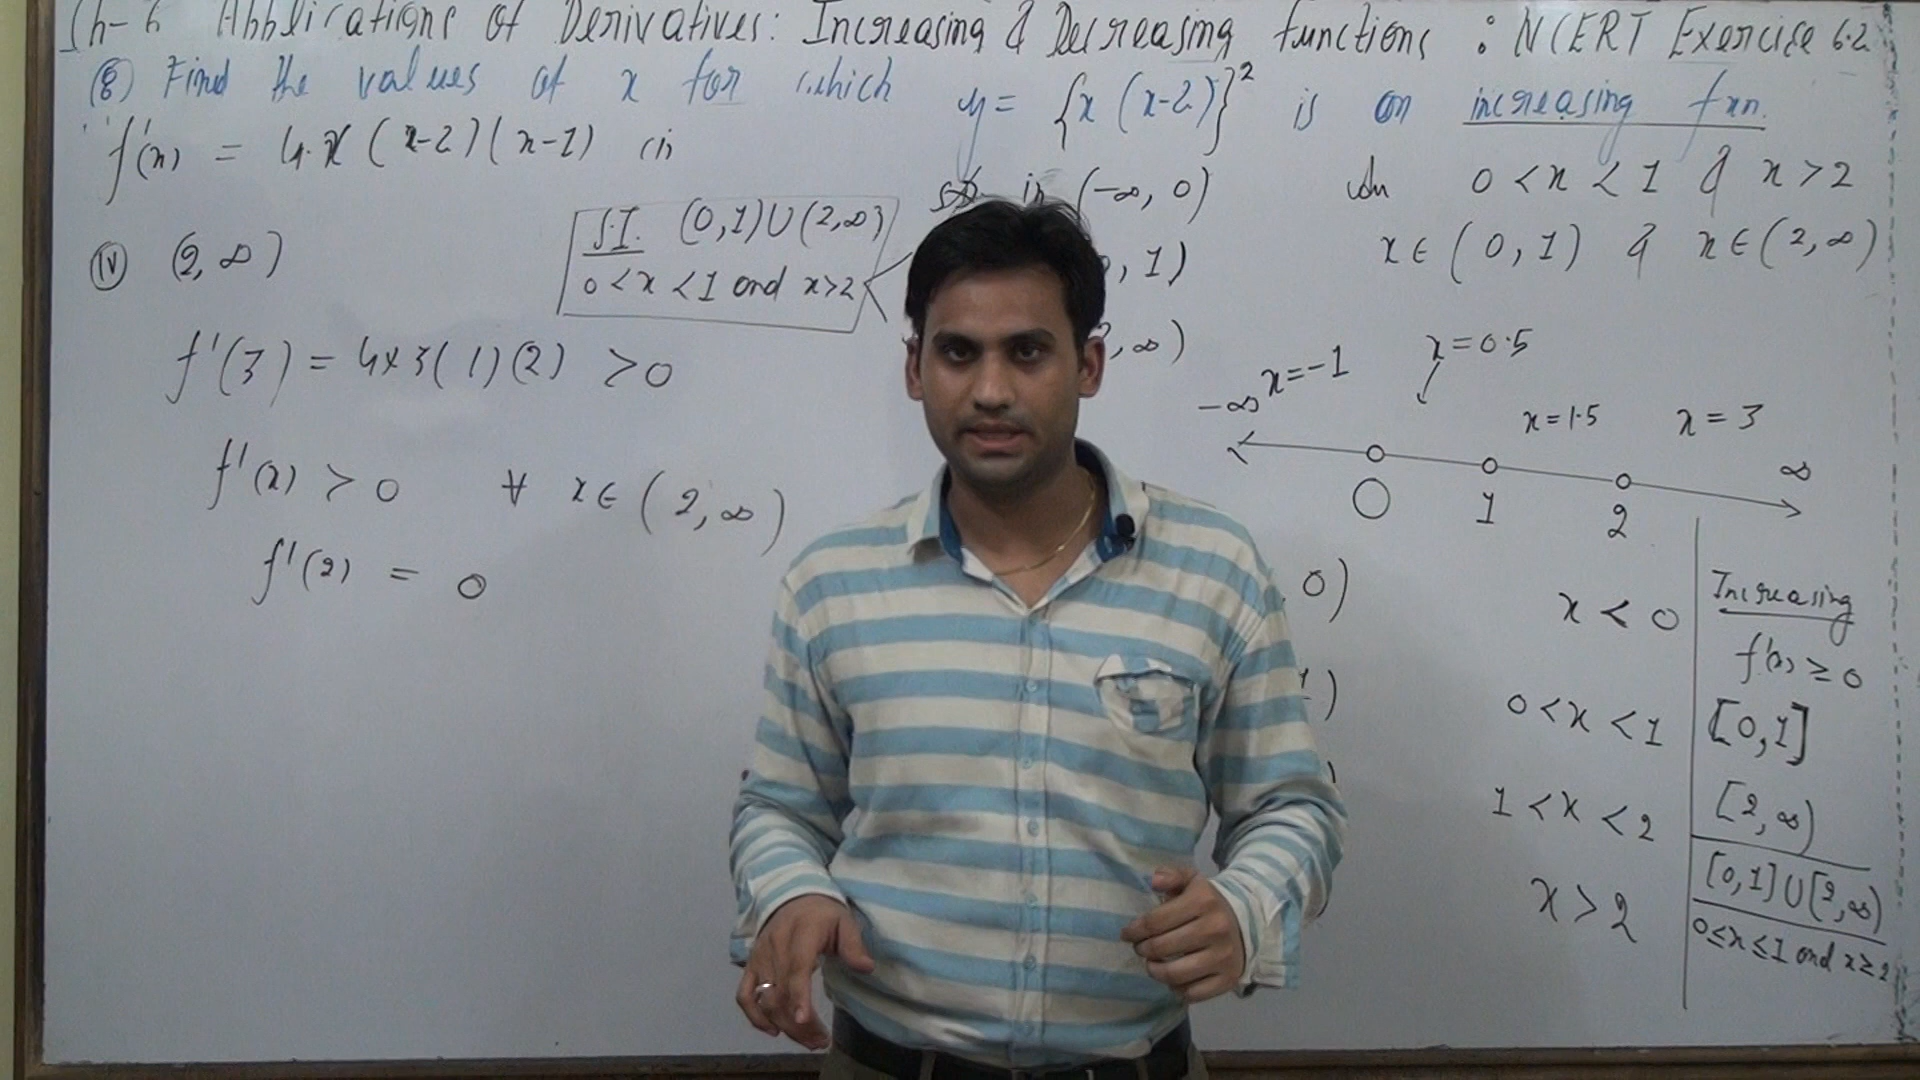 Ch-6 Applications of Derivatives: Increasing & Decreasing functions : NCERT Exercise 6.2
(8) Find the values of x for which y = {x (x-2)}² is an increasing fxn.
f'(x) = 4.x (x-2)(x-1) in
(iv) (2, ∞)
f'(3) = 4×3(1)(2) >0
f'(x) > 0 ∀ x∈ (2, ∞)
f'(2) = 0
S.I. (0,1)∪(2,∞)
0<x <1 and x>2
in (-∞, 0)
, 1)
, ∞)
0 <x < 1 & x >2
x∈ (0, 1) & x∈(2, ∞)
-∞ x=-1 x=0.5 x=1.5 x = 3 ∞
0 1 2
0)
)
)
x < 0
0<x <1
1 <x <2
x >2
Increasing
f'(x) ≥ 0
[0,1]
[2, ∞)
[0,1]∪[2,∞)
0≤x≤1 and x≥2